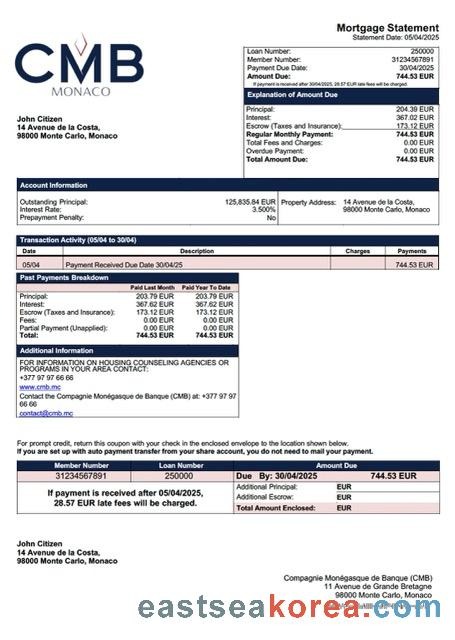 Mortgage Statement
Statement Date: 05/04/2025
CMB
MONACO
Loan Number: 250000
Member Number: 31234567891
Payment Due Date: 30/04/2025
Amount Due: 744.53 EUR
If payment is received after 30/04/2025, 28.57 EUR late fees will be charged.
Explanation of Amount Due
Principal: 204.39 EUR
Interest: 367.02 EUR
Escrow (Taxes and Insurance): 173.12 EUR
Regular Monthly Payment: 744.53 EUR
Total Fees and Charges: 0.00 EUR
Overdue Payment: 0.00 EUR
Total Amount Due: 744.53 EUR
John Citizen
14 Avenue de la Costa,
98000 Monte Carlo, Monaco
Account Information
Outstanding Principal: 125,835.84 EUR
Interest Rate: 3.500%
Prepayment Penalty: No
Property Address: 14 Avenue de la Costa,
98000 Monte Carlo, Monaco
Transaction Activity (05/04 to 30/04)
Date Description Charges Payments
05/04 Payment Received Due Date 30/04/25 744.53 EUR
Past Payments Breakdown
Paid Last Month Paid Year To Date
Principal: 203.79 EUR 203.79 EUR
Interest: 367.62 EUR 367.62 EUR
Escrow (Taxes and Insurance): 173.12 EUR 173.12 EUR
Fees: 0.00 EUR 0.00 EUR
Partial Payment (Unapplied): 0.00 EUR 0.00 EUR
Total: 744.53 EUR 744.53 EUR
Additional Information
FOR INFORMATION ON HOUSING COUNSELING AGENCIES OR
PROGRAMS IN YOUR AREA CONTACT:
+377 97 97 66 66
www.cmb.mc
Contact the Compagnie Monégasque de Banque (CMB) at: +377 97 97
66 66
contact@cmb.mc
For prompt credit, return this coupon with your check in the enclosed envelope to the location shown below.
If you are set up with auto payment transfer from your share account, you do not need to mail your payment.
Member Number Loan Number Amount Due
31234567891 250000 Due By: 30/04/2025 744.53 EUR
If payment is received after 05/04/2025,
28.57 EUR late fees will be charged.
Additional Principal: EUR
Additional Escrow: EUR
Total Amount Enclosed: EUR
John Citizen
14 Avenue de la Costa,
98000 Monte Carlo, Monaco
Compagnie Monégasque de Banque (CMB)
11 Avenue de Grande Bretagne
98000 Monte Carlo, Monaco
eastseakorea.com